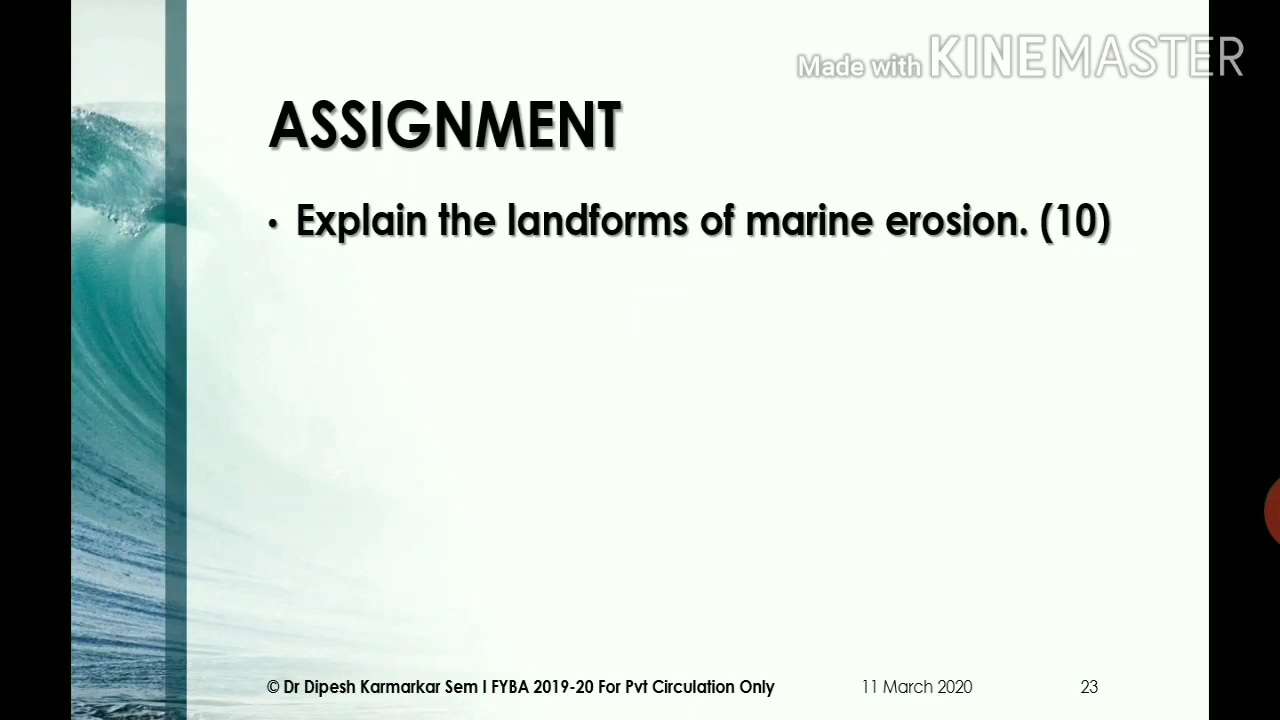 Made with KINEMASTER
ASSIGNMENT
• Explain the landforms of marine erosion. (10)
© Dr Dipesh Karmarkar Sem I FYBA 2019-20 For Pvt Circulation Only 11 March 2020 23